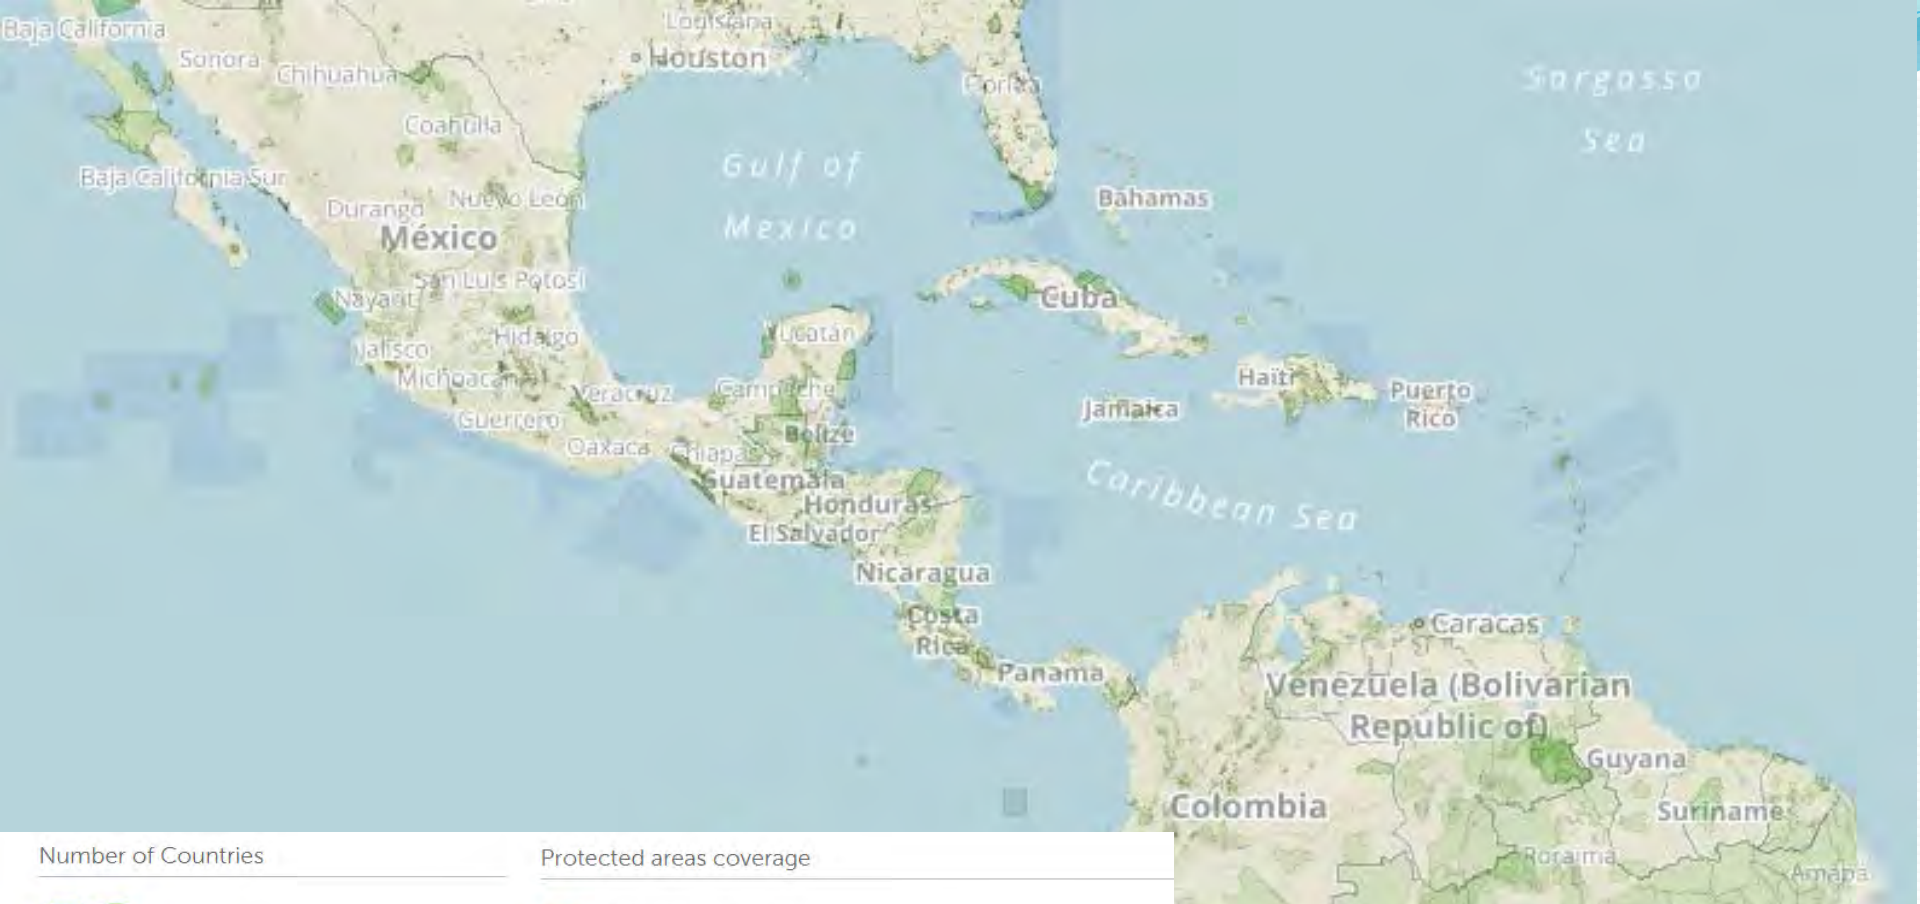 Baja California
Sonora
Chihuahua
Louisiana
Houston
Florida
Sargasso
Sea
Coahuila
Gulf of
Mexico
Baja California Sur
Durango
Nuevo León
México
Bahamas
San Luis Potosí
Nayarit
Cuba
Hidalgo
Jalisco
Yucatán
Michoacán
Veracruz
Campeche
Haïti
Puerto
Rico
Jamaica
Guerrero
Oaxaca
Chiapas
Belize
Guatemala
Honduras
El Salvador
Caribbean Sea
Nicaragua
Costa
Rica
Panama
Caracas
Venezuela (Bolivarian
Republic of)
Guyana
Colombia
Suriname
Roraima
Amapá
Number of Countries
Protected areas coverage